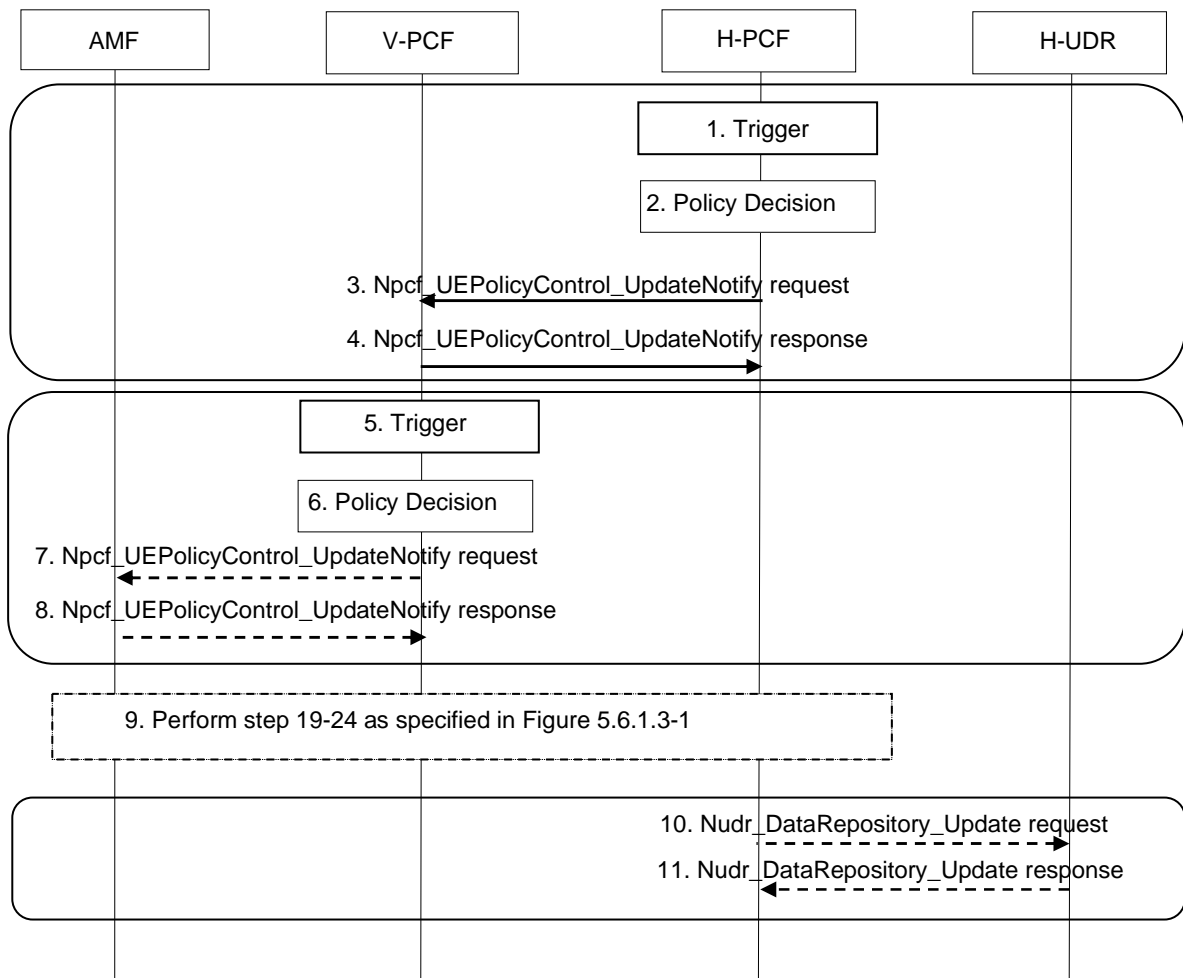 AMF
V-PCF
H-PCF
H-UDR
1. Trigger
2. Policy Decision
3. Npcf_UEPolicyControl_UpdateNotify request
4. Npcf_UEPolicyControl_UpdateNotify response
5. Trigger
6. Policy Decision
7. Npcf_UEPolicyControl_UpdateNotify request
8. Npcf_UEPolicyControl_UpdateNotify response
9. Perform step 19-24 as specified in Figure 5.6.1.3-1
10. Nudr_DataRepository_Update request
11. Nudr_DataRepository_Update response